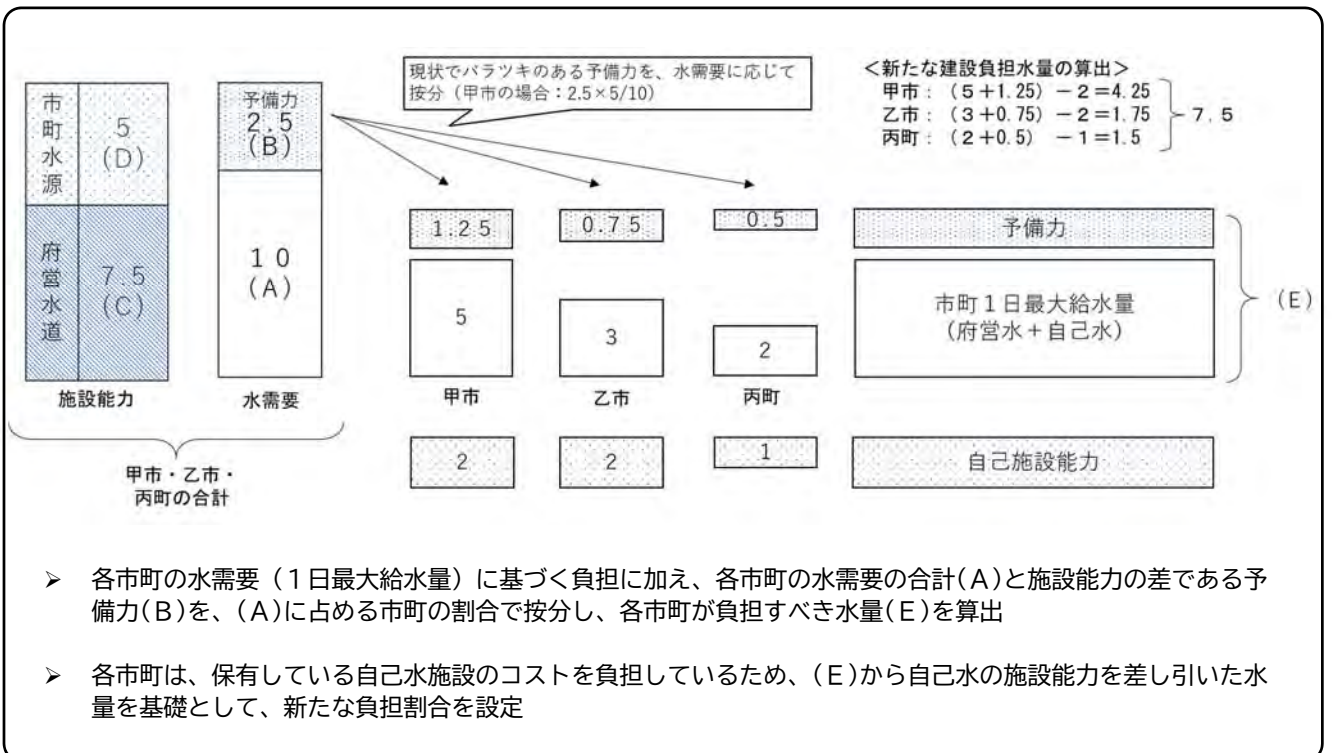 現状でバラツキのある予備力を、水需要に応じて
按分（甲市の場合：2.5×5/10）
＜新たな建設負担水量の算出＞
甲市：（5＋1.25）－2＝4.25
乙市：（3＋0.75）－2＝1.75
丙町：（2＋0.5）－1＝1.5
7.5
市町水源
5
(D)
府営水道
7.5
(C)
施設能力
予備力
2.5
(B)
10
(A)
水需要
甲市・乙市・
丙町の合計
1.25
0.75
0.5
予備力
5
3
2
市町１日最大給水量
（府営水＋自己水）
(E)
甲市
乙市
丙町
2
2
1
自己施設能力
➢ 各市町の水需要（１日最大給水量）に基づく負担に加え、各市町の水需要の合計(Ａ)と施設能力の差である予
備力(Ｂ)を、(Ａ)に占める市町の割合で按分し、各市町が負担すべき水量(Ｅ)を算出
➢ 各市町は、保有している自己水施設のコストを負担しているため、(Ｅ)から自己水の施設能力を差し引いた水
量を基礎として、新たな負担割合を設定